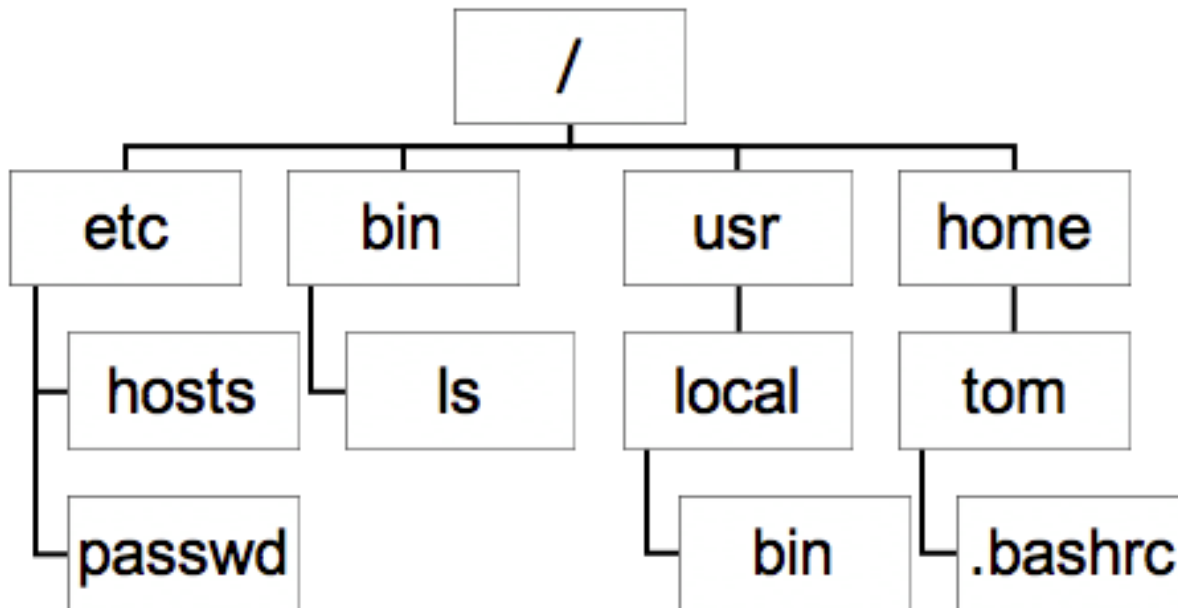 /
etc bin usr home
hosts ls local tom
passwd bin .bashrc